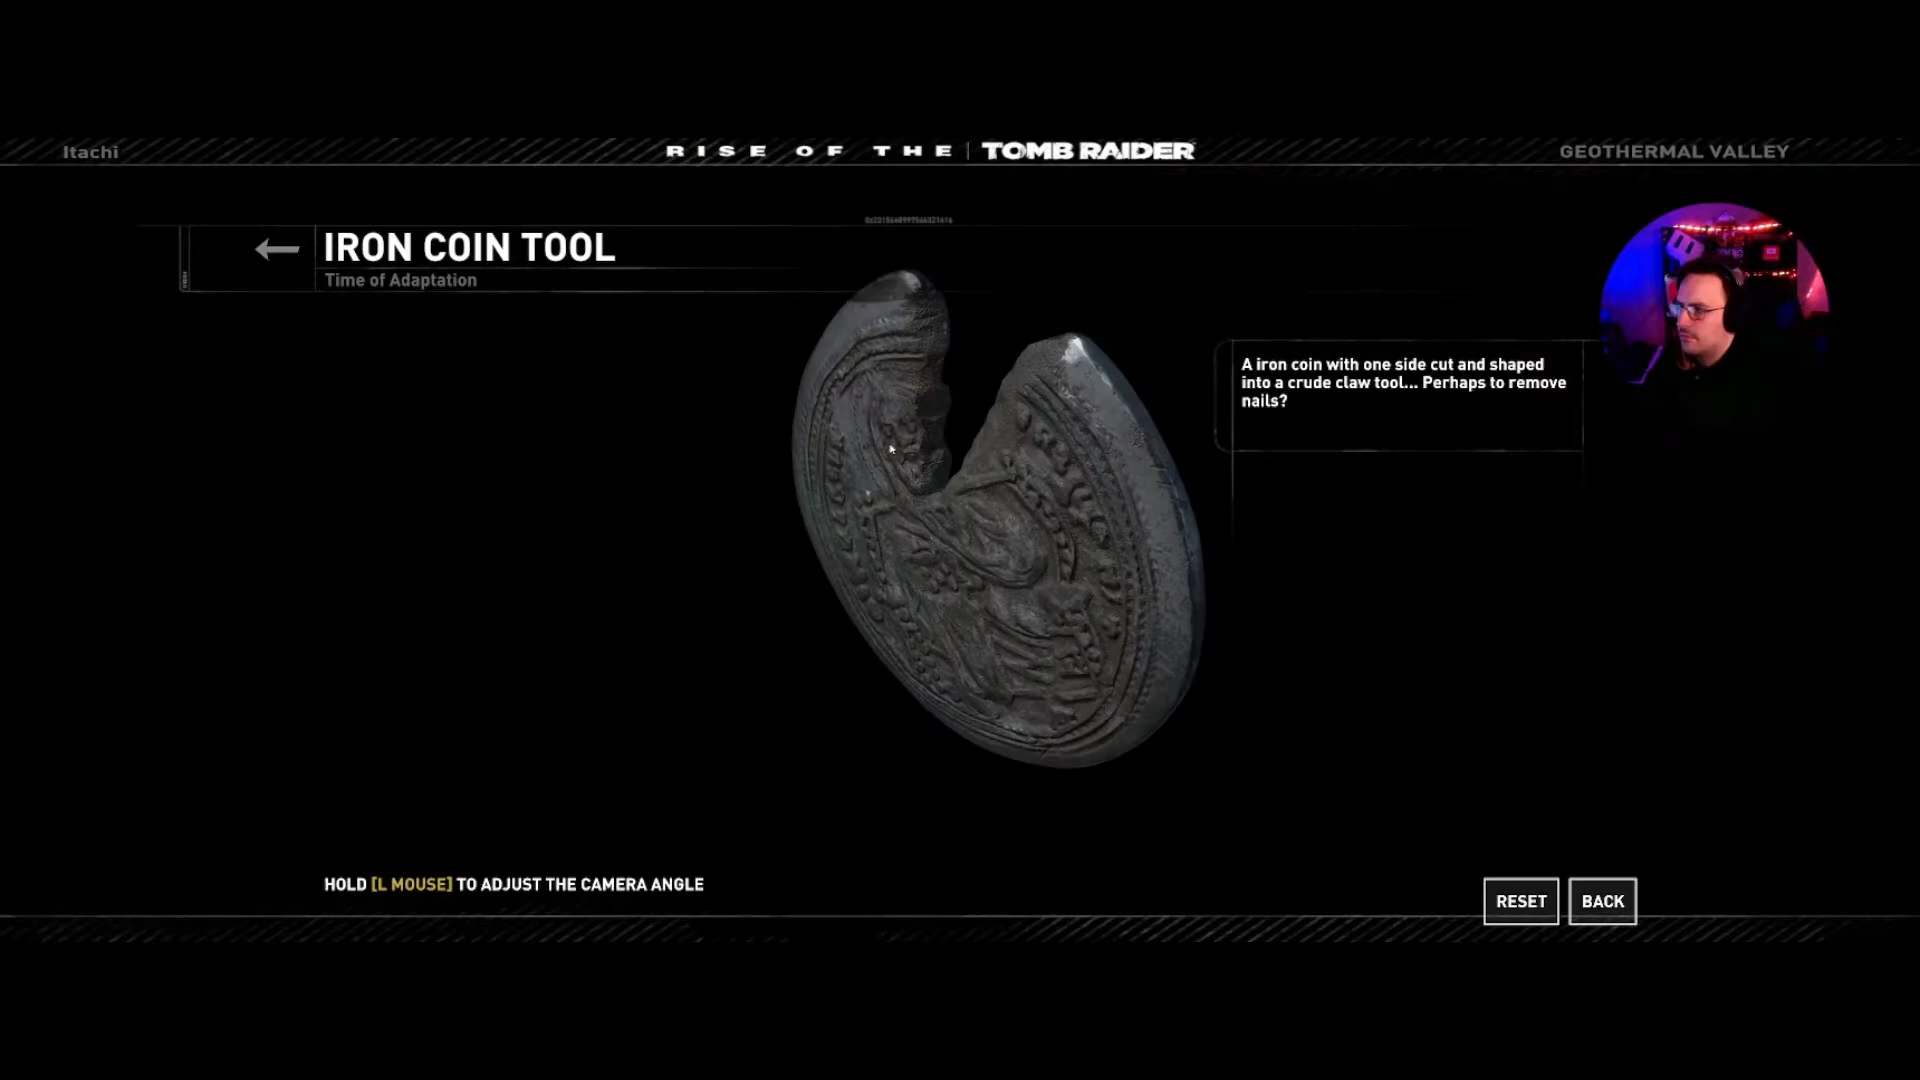 Itachi
RISE OF THE | TOMB RAIDER
GEOTHERMAL VALLEY
IRON COIN TOOL
Time of Adaptation
A iron coin with one side cut and shaped
into a crude claw tool... Perhaps to remove
nails?
HOLD [L MOUSE] TO ADJUST THE CAMERA ANGLE
RESET
BACK